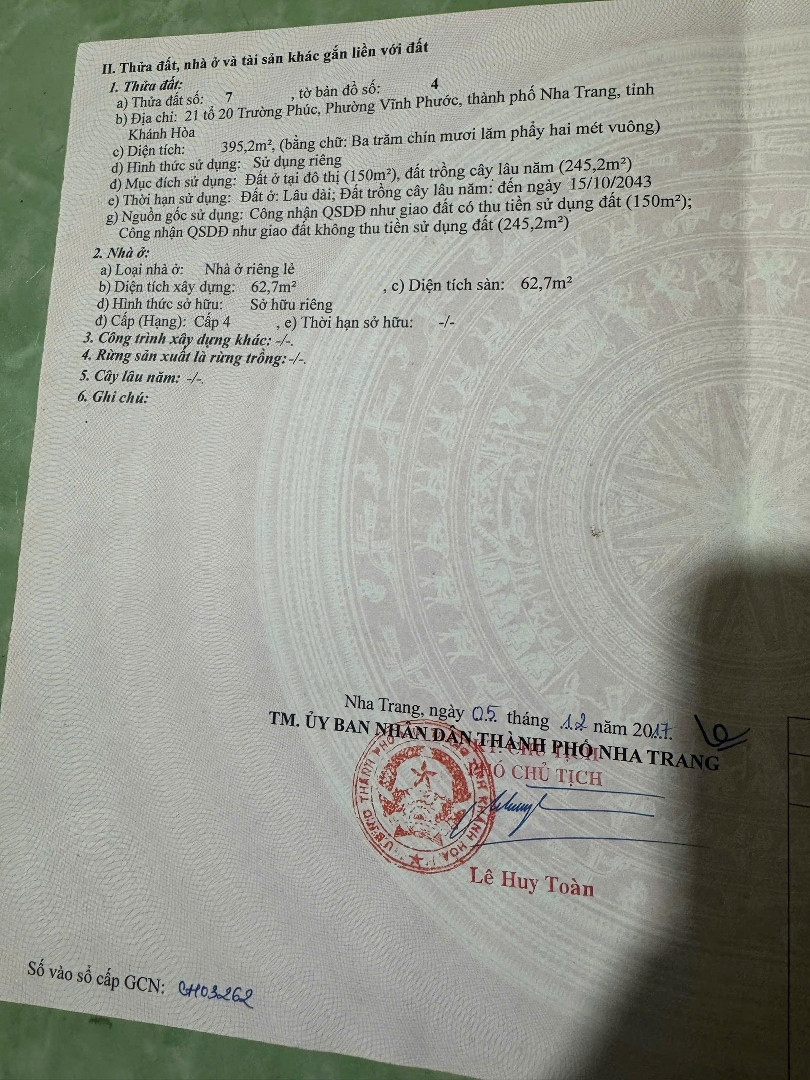 II. Thửa đất, nhà ở và tài sản khác gắn liền với đất
1. Thửa đất:
a) Thửa đất số: 7 , tờ bản đồ số: 4
b) Địa chỉ: 21 tổ 20 Trường Phúc, Phường Vĩnh Phước, thành phố Nha Trang, tỉnh
Khánh Hòa
c) Diện tích: 395,2m², (bằng chữ: Ba trăm chín mươi lăm phẩy hai mét vuông)
d) Hình thức sử dụng: Sử dụng riêng
đ) Mục đích sử dụng: Đất ở tại đô thị (150m²), đất trồng cây lâu năm (245,2m²)
e) Thời hạn sử dụng: Đất ở: Lâu dài; Đất trồng cây lâu năm: đến ngày 15/10/2043
g) Nguồn gốc sử dụng: Công nhận QSDĐ như giao đất có thu tiền sử dụng đất (150m²);
Công nhận QSDĐ như giao đất không thu tiền sử dụng đất (245,2m²)
2. Nhà ở:
a) Loại nhà ở: Nhà ở riêng lẻ
b) Diện tích xây dựng: 62,7m² , c) Diện tích sàn: 62,7m²
d) Hình thức sở hữu: Sở hữu riêng
đ) Cấp (Hạng): Cấp 4 , e) Thời hạn sở hữu: -/-
3. Công trình xây dựng khác: -/-.
4. Rừng sản xuất là rừng trồng: -/-.
5. Cây lâu năm: -/-.
6. Ghi chú:
Nha Trang, ngày 05 tháng 12 năm 2017.
TM. ỦY BAN NHÂN DÂN THÀNH PHỐ NHA TRANG
KT. CHỦ TỊCH
PHÓ CHỦ TỊCH
Lê Huy Toàn
Số vào sổ cấp GCN: CH03262